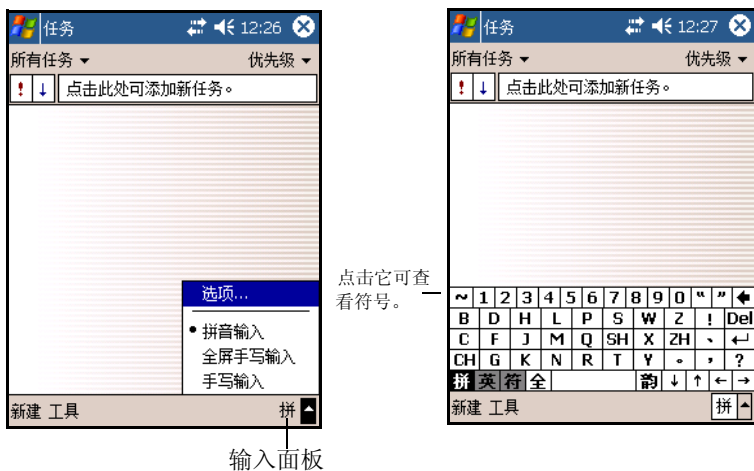 任务 12:26
所有任务 优先级
! ↓ 点击此处可添加新任务。
选项...
• 拼音输入
全屏手写输入
手写输入
新建 工具 拼
输入面板
点击它可查
看符号。
任务 12:27
所有任务 优先级
! ↓ 点击此处可添加新任务。
~ 1 2 3 4 5 6 7 8 9 0 “ ” ←
B D H L P S W Z ! Del
C F J M Q SH X ZH 、 ↵
CH G K N R T Y 。 , ?
拼 英 符 全 韵 ↓ ↑ ← →
新建 工具 拼